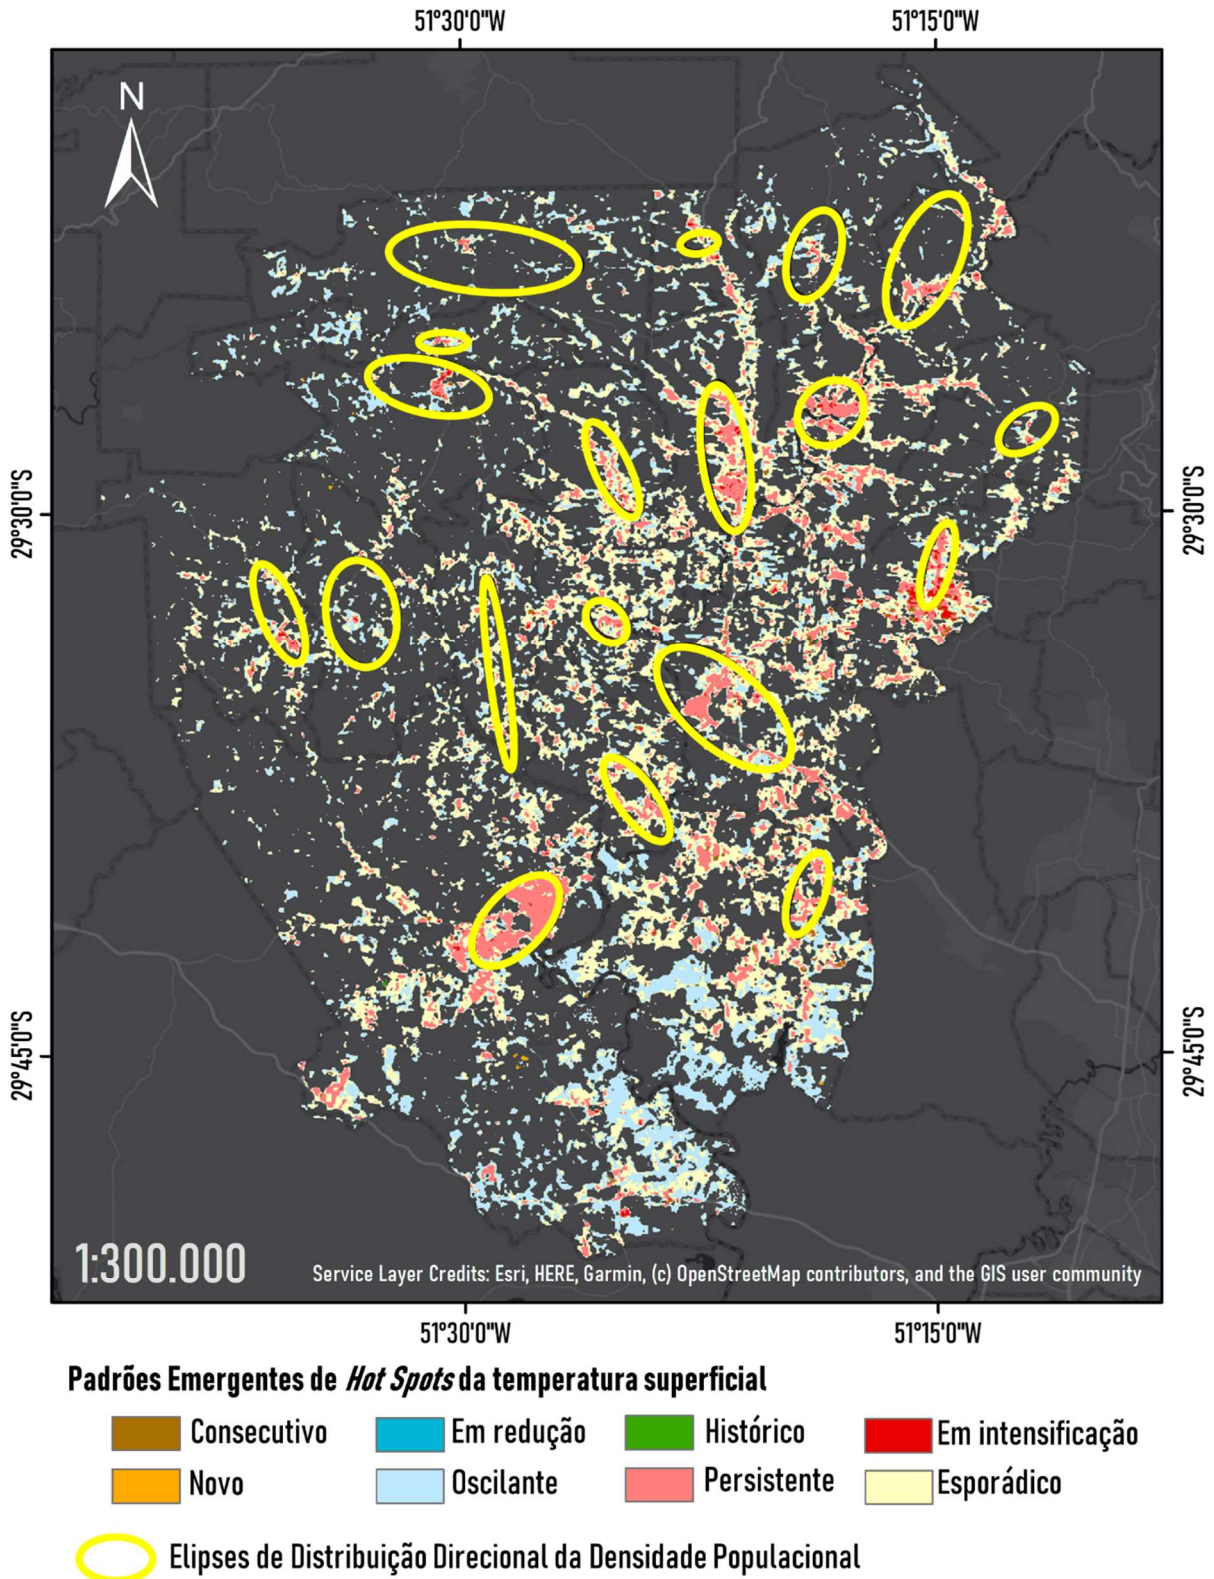 51°30'0"W 51°15'0"W
N
29°30'0"S 29°30'0"S
29°45'0"S 29°45'0"S
1:300.000
Service Layer Credits: Esri, HERE, Garmin, (c) OpenStreetMap contributors, and the GIS user community
51°30'0"W 51°15'0"W
Padrões Emergentes de Hot Spots da temperatura superficial
Consecutivo Em redução Histórico Em intensificação
Novo Oscilante Persistente Esporádico
Elipses de Distribuição Direcional da Densidade Populacional